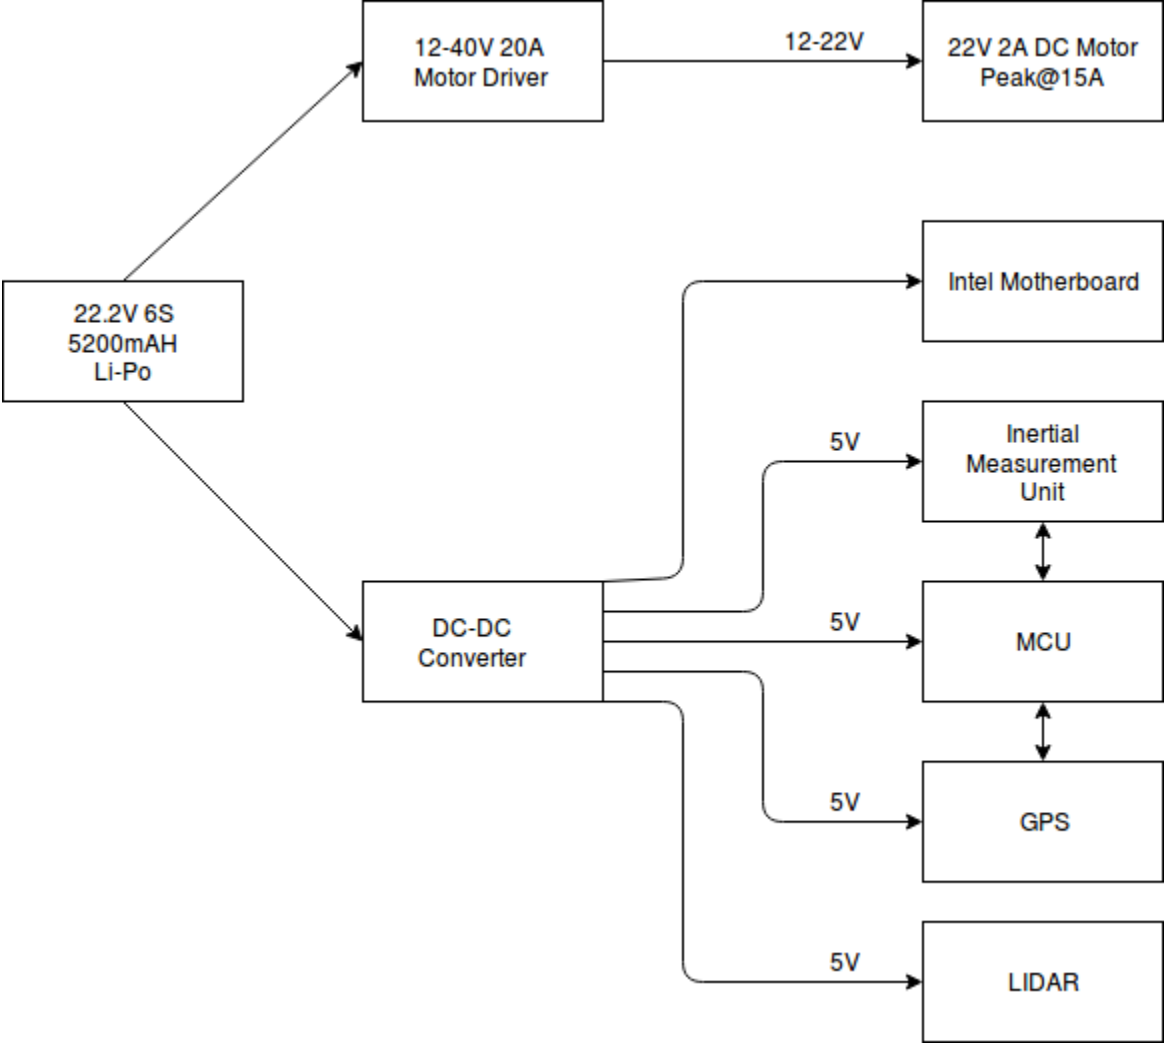 12-40V 20A
Motor Driver
12-22V
22V 2A DC Motor
Peak@15A
Intel Motherboard
22.2V 6S
5200mAH
Li-Po
5V
Inertial
Measurement
Unit
DC-DC
Converter
5V
MCU
5V
GPS
5V
LIDAR